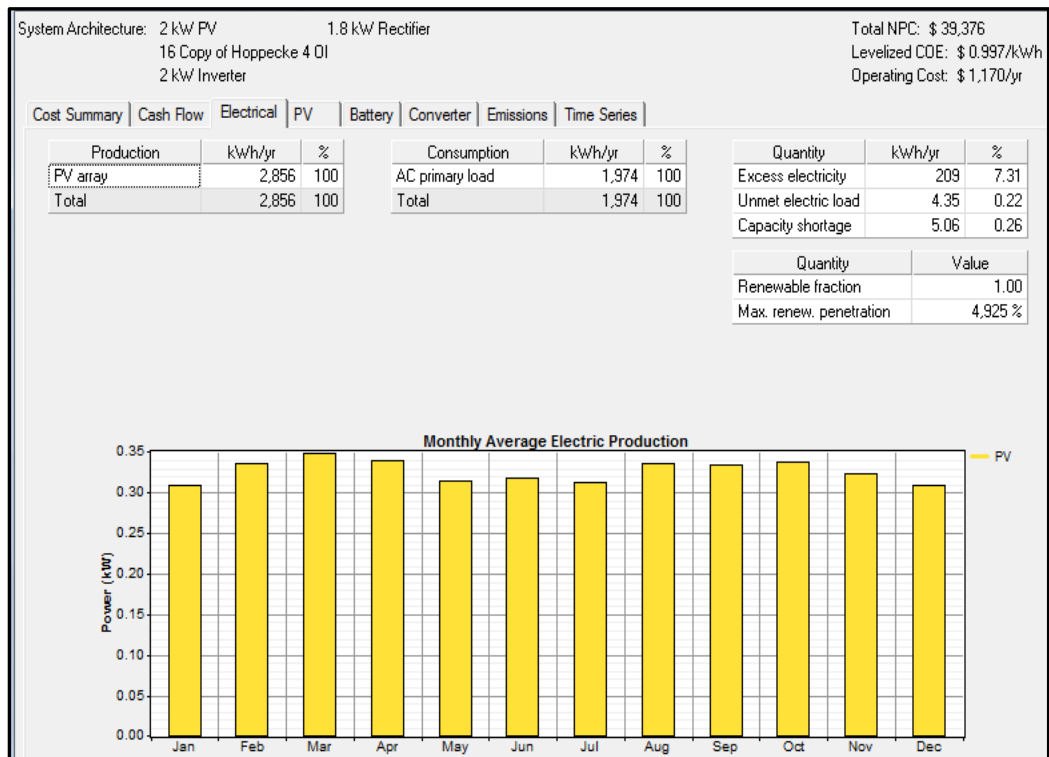 System Architecture: 2 kW PV 1.8 kW Rectifier
16 Copy of Hoppecke 4 OI
2 kW Inverter
Total NPC: $ 39,376
Levelized COE: $ 0.997/kWh
Operating Cost: $ 1,170/yr
Cost Summary Cash Flow Electrical PV Battery Converter Emissions Time Series
Production kWh/yr %
PV array 2,856 100
Total 2,856 100
Consumption kWh/yr %
AC primary load 1,974 100
Total 1,974 100
Quantity kWh/yr %
Excess electricity 209 7.31
Unmet electric load 4.35 0.22
Capacity shortage 5.06 0.26
Quantity Value
Renewable fraction 1.00
Max. renew. penetration 4,925 %
Monthly Average Electric Production
PV
Power (kW)
0.35
0.30
0.25
0.20
0.15
0.10
0.05
0.00
Jan Feb Mar Apr May Jun Jul Aug Sep Oct Nov Dec